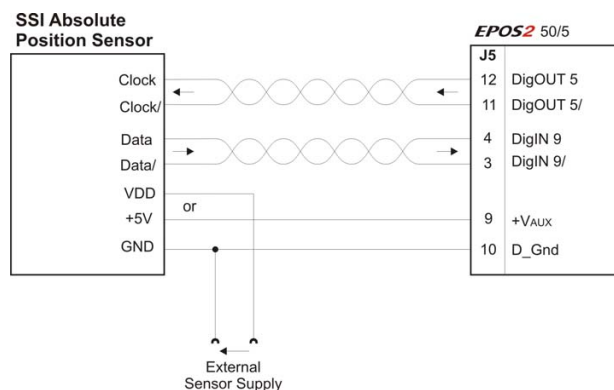 SSI Absolute
Position Sensor
EPOS2 50/5
J5
Clock
12 DigOUT 5
Clock/
11 DigOUT 5/
Data
4 DigIN 9
Data/
3 DigIN 9/
VDD
or
+5V
9 +VAUX
GND
10 D_Gnd
External
Sensor Supply